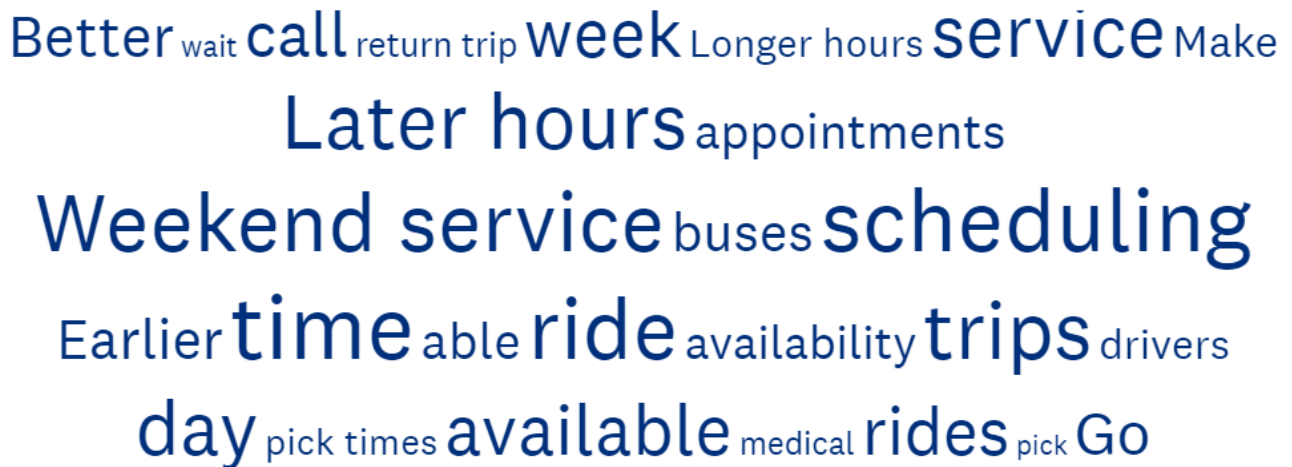 Better wait call return trip week Longer hours service Make
Later hours appointments
Weekend service buses scheduling
Earlier time able ride availability trips drivers
day pick times available medical rides pick Go